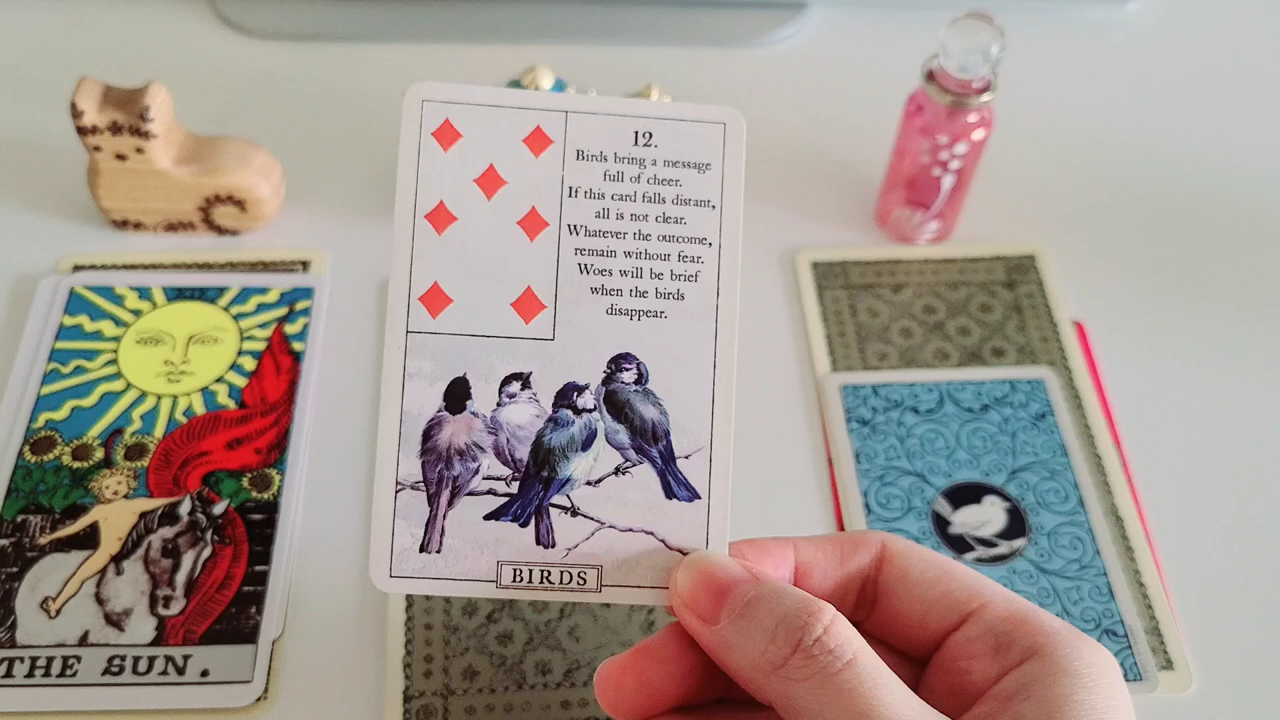 12.
Birds bring a message
full of cheer.
If this card falls distant,
all is not clear.
Whatever the outcome,
remain without fear.
Woes will be brief
when the birds
disappear.
BIRDS
THE SUN.